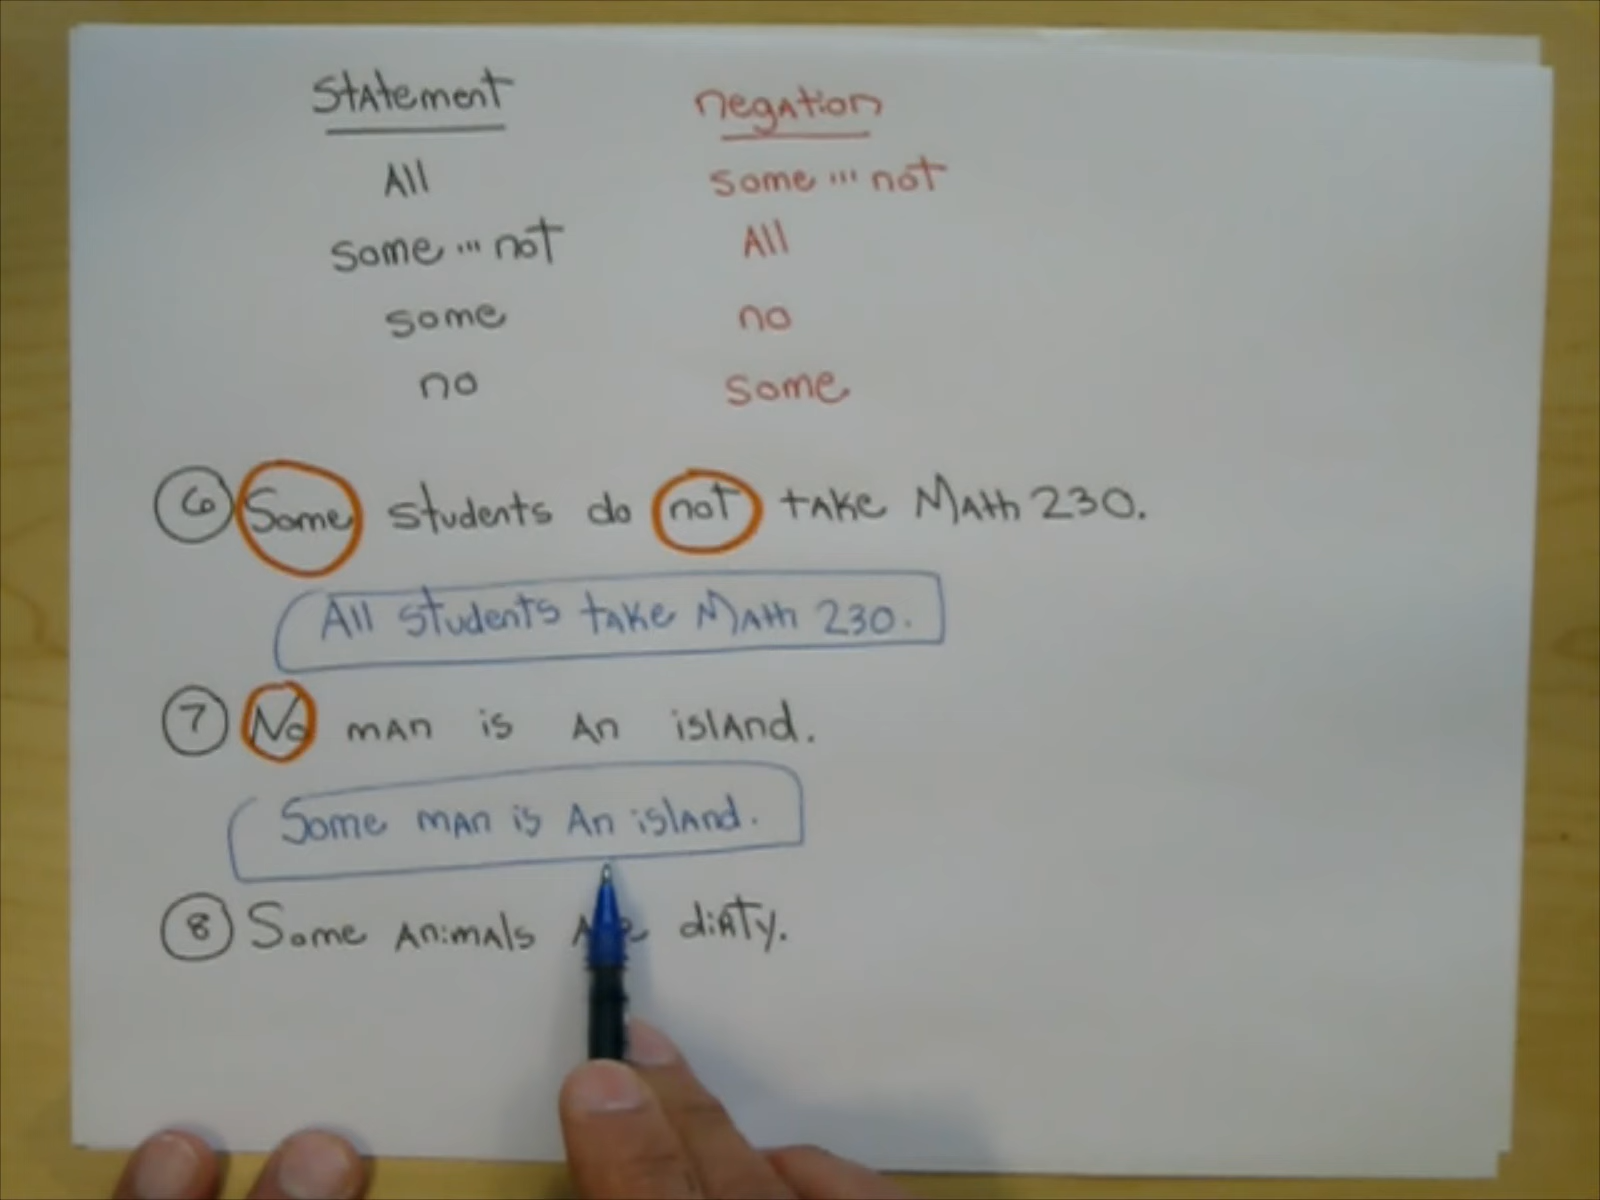 Statement negation
All some ... not
some ... not All
some no
no some
6 Some students do not take Math 230.
All students take Math 230.
7 No man is An island.
Some man is An island.
8 Some animals are dirty.